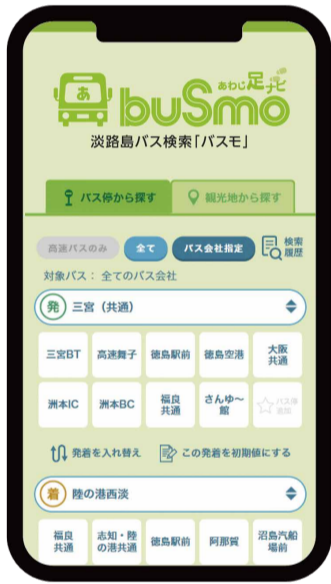 あわじ足ナビ
あ
buSmo
淡路島バス検索「バスモ」
バス停から探す
観光地から探す
高速バスのみ
全て
バス会社指定
検索
履歴
対象バス： 全てのバス会社
発 三宮（共通）
三宮BT 高速舞子 徳島駅前 徳島空港 大阪
共通
洲本IC 洲本BC 福良
共通 さんゆ〜
館 バス停
追加
発着を入れ替え この発着を初期値にする
着 陸の港西淡
福良
共通 志知・陸
の港共通 徳島駅前 阿那賀 沼島汽船
場前